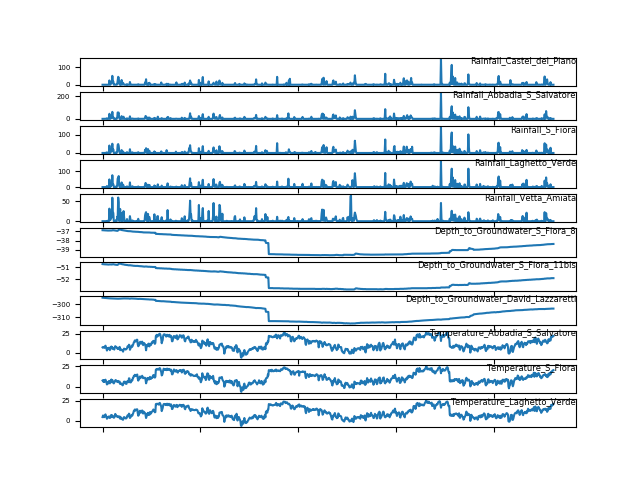 Rainfall_Castel_del_Piano
100
0
Rainfall_Abbadia_S_Salvatore
200
0
Rainfall_S_Fiora
100
0
Rainfall_Laghetto_Verde
100
0
Rainfall_Vetta_Amiata
50
0
Depth_to_Groundwater_S_Fiora_8
−37
−38
−39
Depth_to_Groundwater_S_Fiora_11bis
−51
−52
Depth_to_Groundwater_David_Lazzaretti
−300
−310
Temperature_Abbadia_S_Salvatore
25
0
Temperature_S_Fiora
25
0
Temperature_Laghetto_Verde
25
0